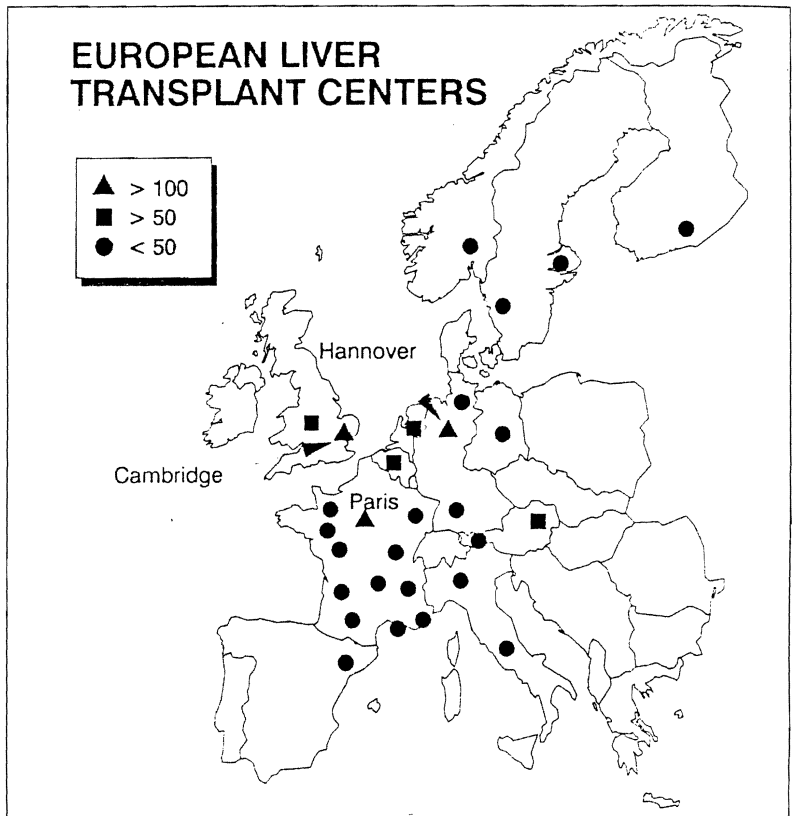 EUROPEAN LIVER
TRANSPLANT CENTERS
> 100
> 50
< 50
Hannover
Cambridge
Paris